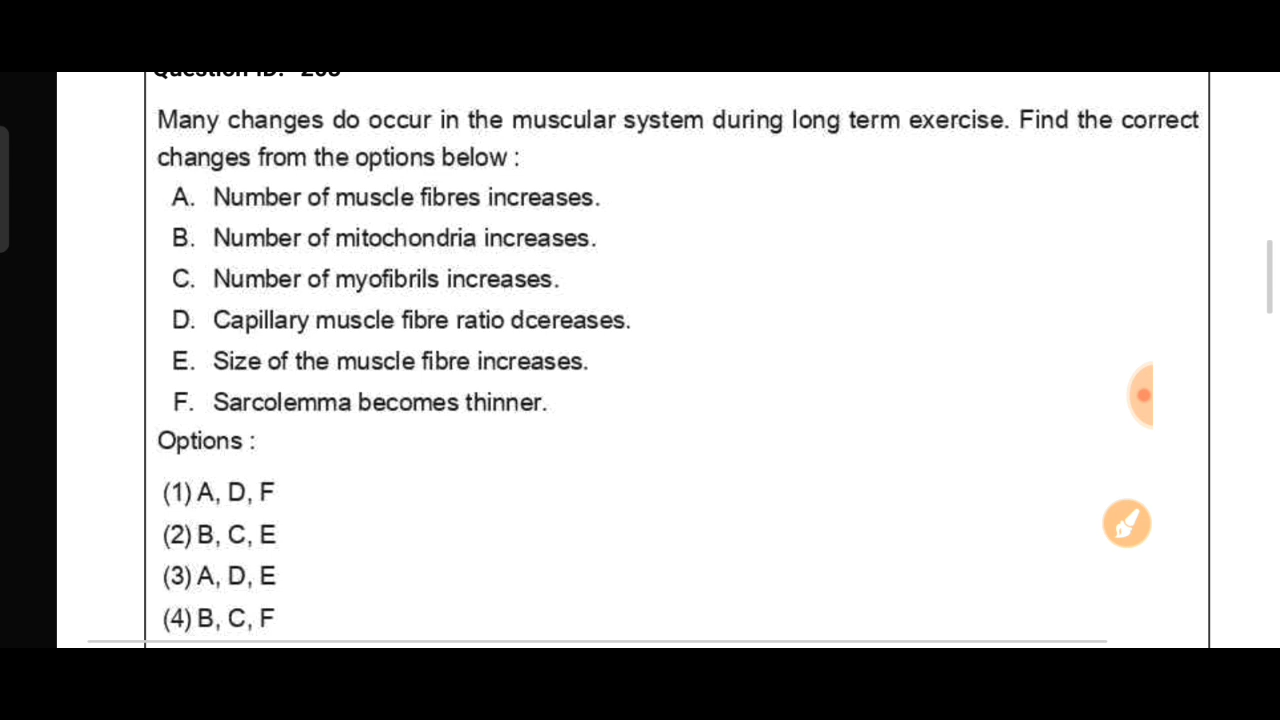 Many changes do occur in the muscular system during long term exercise. Find the correct
changes from the options below :
A. Number of muscle fibres increases.
B. Number of mitochondria increases.
C. Number of myofibrils increases.
D. Capillary muscle fibre ratio dcereases.
E. Size of the muscle fibre increases.
F. Sarcolemma becomes thinner.
Options :
(1) A, D, F
(2) B, C, E
(3) A, D, E
(4) B, C, F